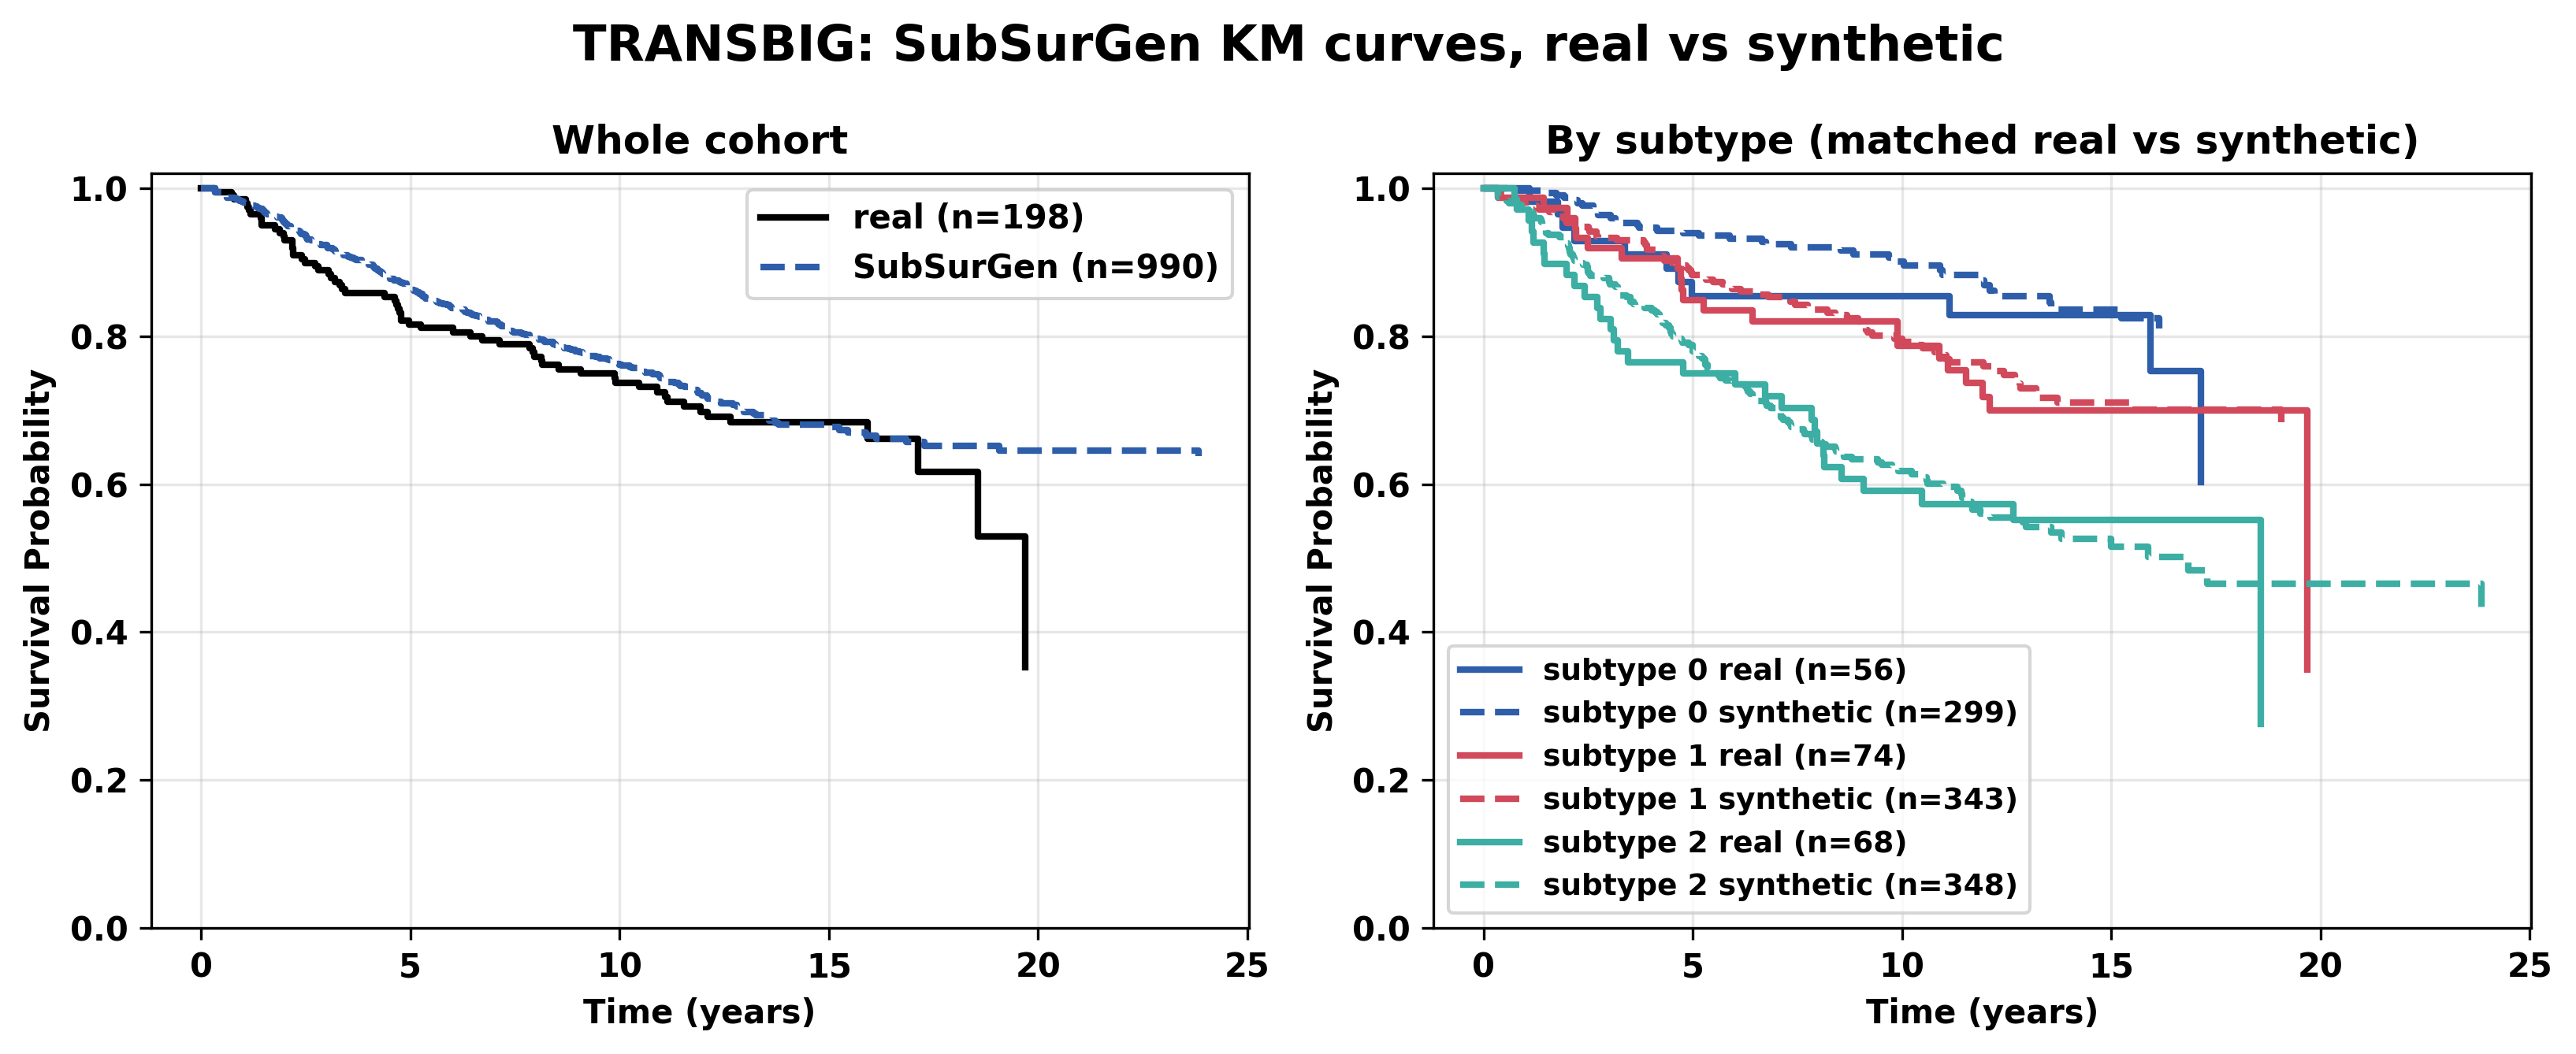 TRANSBIG: SubSurGen KM curves, real vs synthetic
Whole cohort
Survival Probability
1.0
0.8
0.6
0.4
0.2
0.0
real (n=198)
SubSurGen (n=990)
0 5 10 15 20 25
Time (years)
By subtype (matched real vs synthetic)
Survival Probability
1.0
0.8
0.6
0.4
0.2
0.0
subtype 0 real (n=56)
subtype 0 synthetic (n=299)
subtype 1 real (n=74)
subtype 1 synthetic (n=343)
subtype 2 real (n=68)
subtype 2 synthetic (n=348)
0 5 10 15 20 25
Time (years)